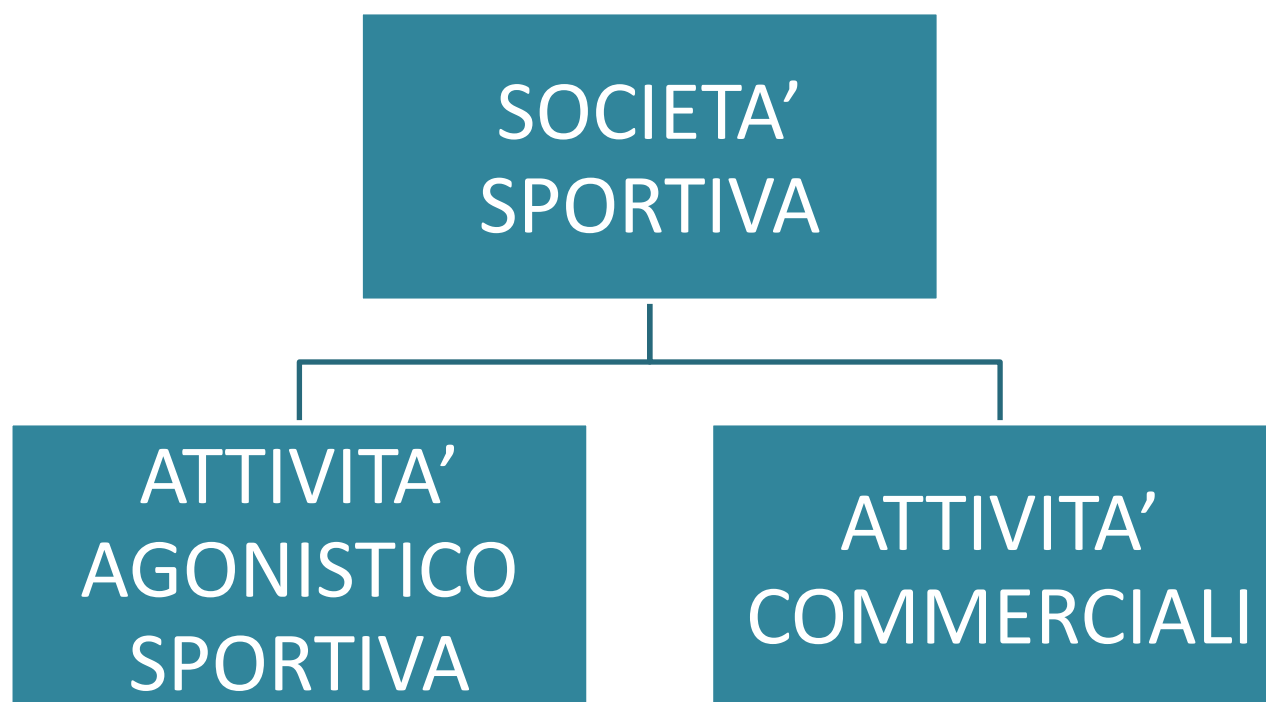 SOCIETA’
SPORTIVA
ATTIVITA’
AGONISTICO
SPORTIVA
ATTIVITA’
COMMERCIALI